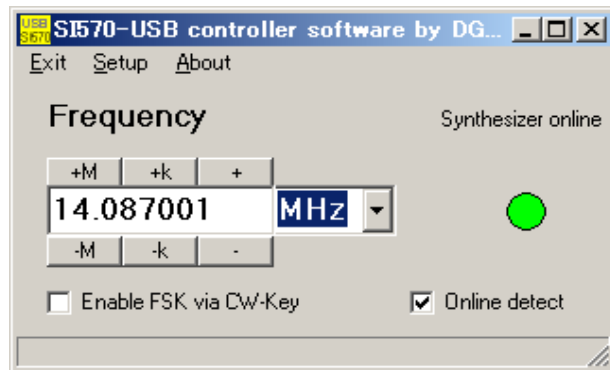 USB SI570 SI570-USB controller software by DG...
Exit Setup About
Frequency Synthesizer online
+M +k +
14.087001 MHz
-M -k -
Enable FSK via CW-Key Online detect